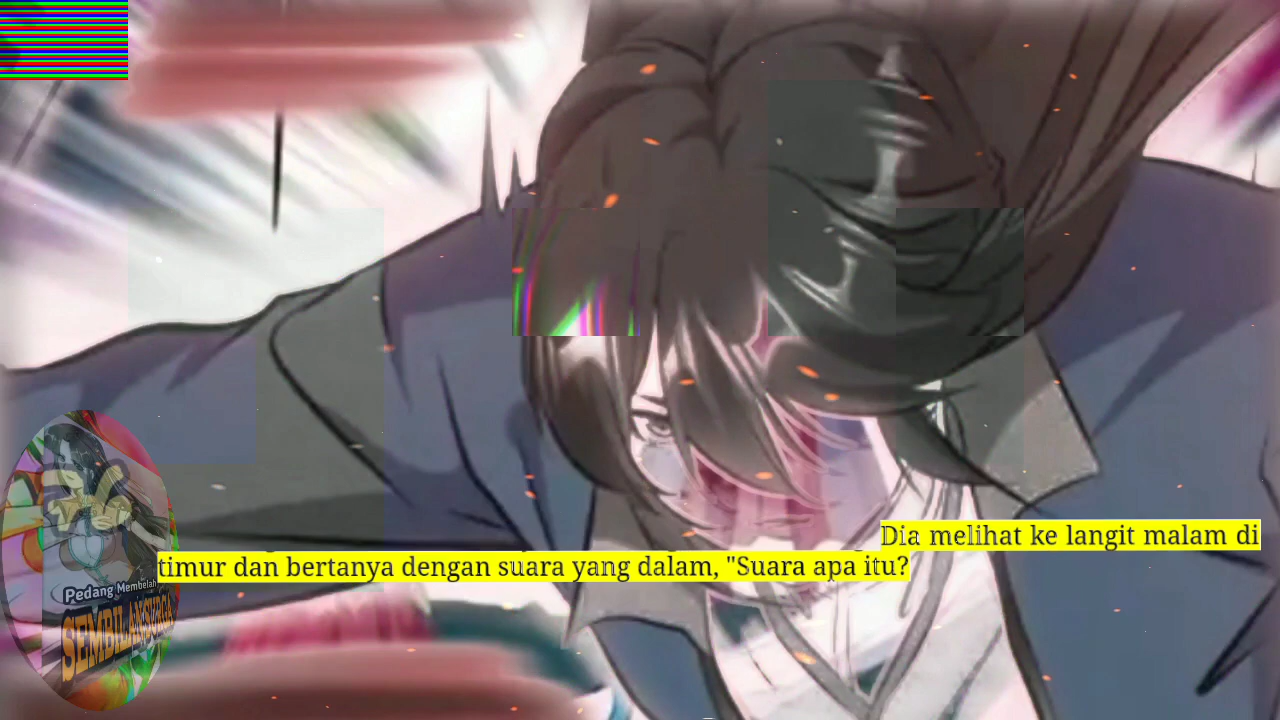 Dia melihat ke langit malam di
timur dan bertanya dengan suara yang dalam, "Suara apa itu?
Pedang Membelah
SEMBILAN SURGA